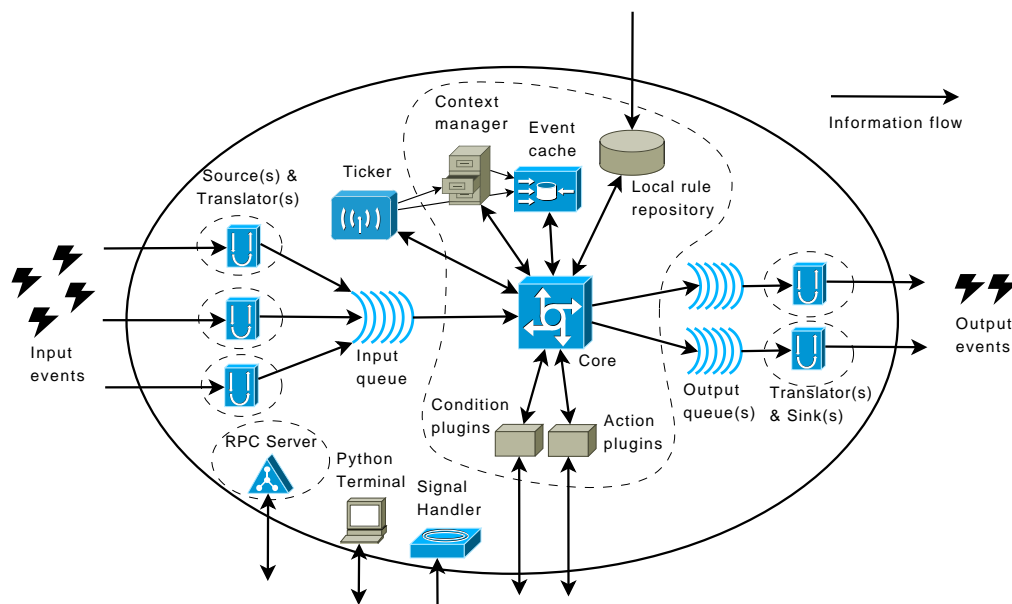 Context
manager
Event
cache
Information flow
Ticker
Source(s) &
Translator(s)
Local rule
repository
Input
events
Input
queue
Core
Output
queue(s)
Translator(s)
& Sink(s)
Output
events
Condition
plugins
Action
plugins
RPC Server
Python
Terminal
Signal
Handler